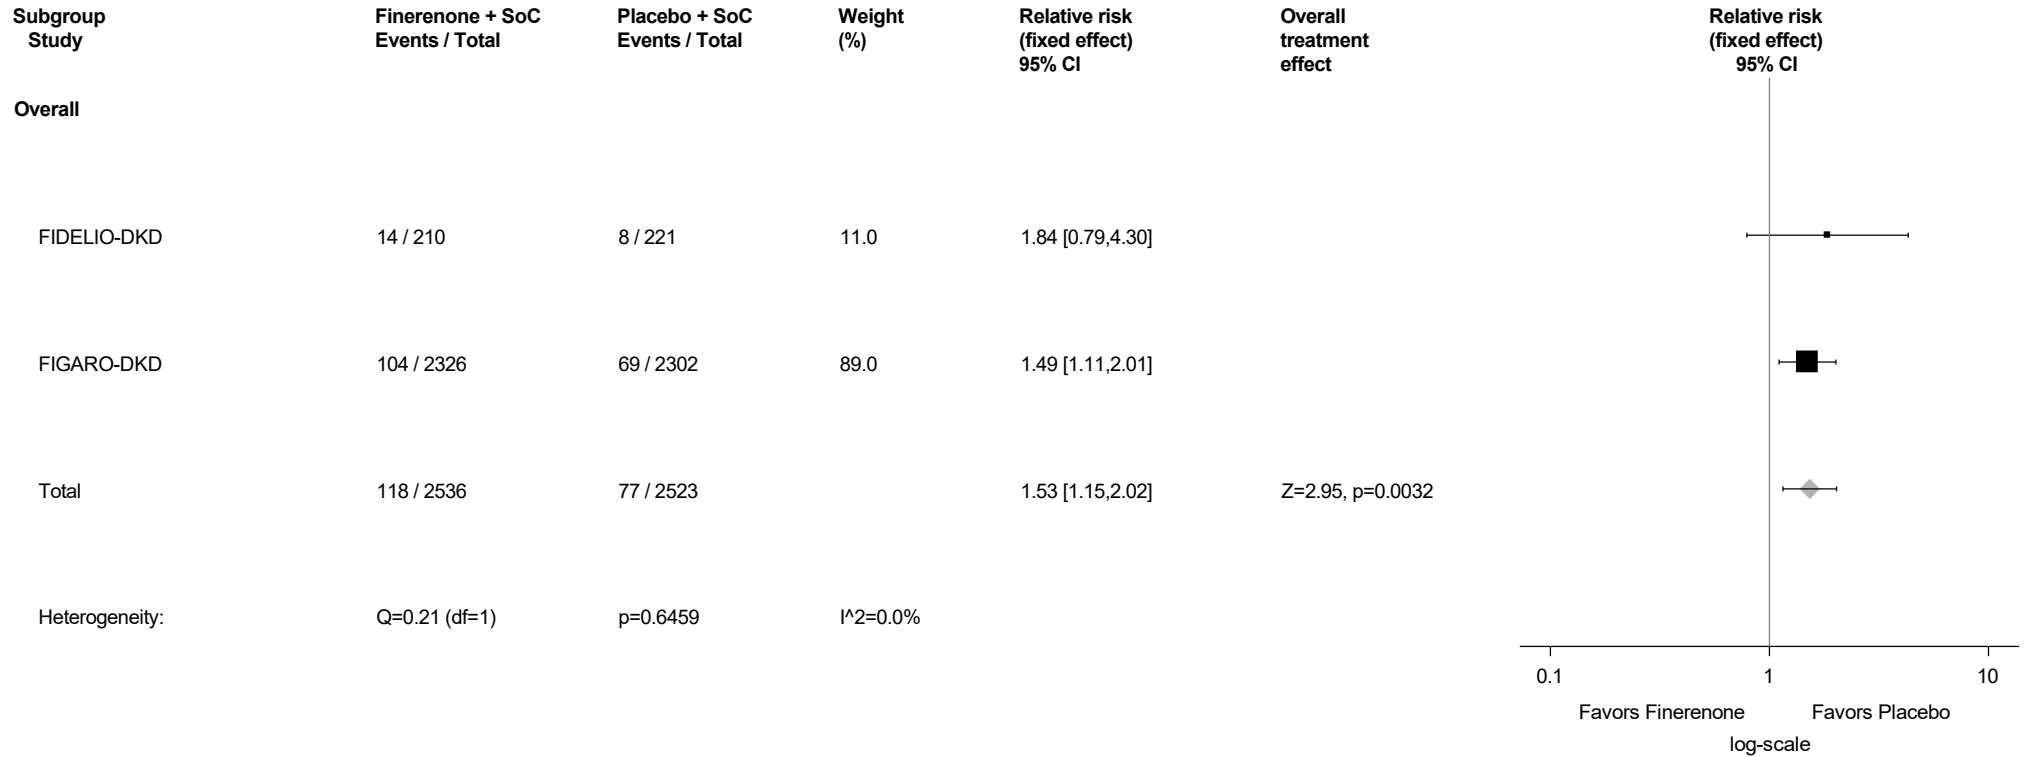 Subgroup Finerenone + SoC Placebo + SoC Weight Relative risk Overall Relative risk
Study Events / Total Events / Total (%) (fixed effect) treatment (fixed effect)
95% CI effect 95% CI
Overall
FIDELIO-DKD 14 / 210 8 / 221 11.0 1.84 [0.79,4.30]
FIGARO-DKD 104 / 2326 69 / 2302 89.0 1.49 [1.11,2.01]
Total 118 / 2536 77 / 2523 1.53 [1.15,2.02] Z=2.95, p=0.0032
Heterogeneity: Q=0.21 (df=1) p=0.6459 I^2=0.0%
0.1 1 10
Favors Finerenone Favors Placebo
log-scale